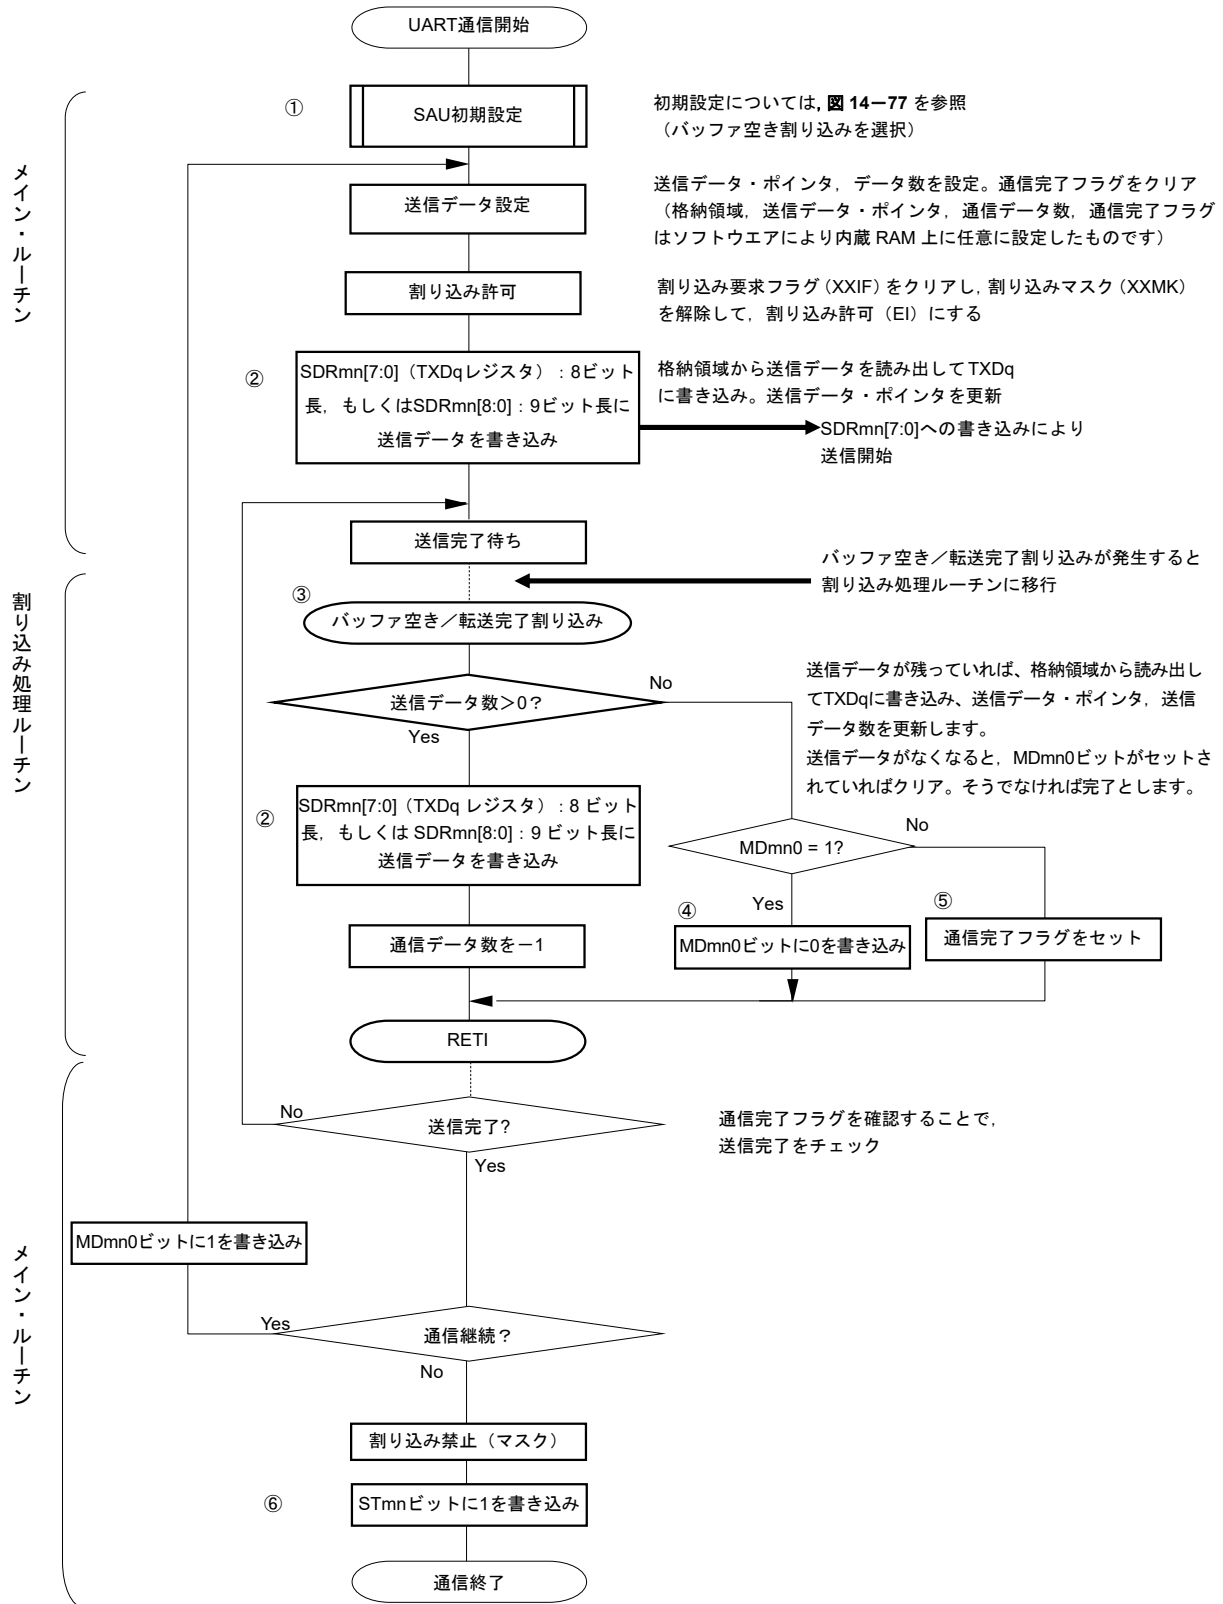 UART通信開始
メイン・ルーチン
①
SAU初期設定
初期設定については,図 14－77 を参照
（バッファ空き割り込みを選択）
送信データ設定
送信データ・ポインタ，データ数を設定。通信完了フラグをクリア
（格納領域，送信データ・ポインタ，通信データ数，通信完了フラグ
はソフトウエアにより内蔵 RAM 上に任意に設定したものです）
割り込み許可
割り込み要求フラグ（XXIF）をクリアし，割り込みマスク（XXMK）
を解除して，割り込み許可（EI）にする
②
SDRmn[7:0]（TXDqレジスタ）：8ビット
長，もしくはSDRmn[8:0]：9ビット長に
送信データを書き込み
格納領域から送信データを読み出してTXDq
に書き込み。送信データ・ポインタを更新
SDRmn[7:0]への書き込みにより
送信開始
送信完了待ち
バッファ空き／転送完了割り込みが発生すると
割り込み処理ルーチンに移行
割り込み処理ルーチン
③
バッファ空き／転送完了割り込み
送信データ数＞0？
No
Yes
送信データが残っていれば、格納領域から読み出し
てTXDqに書き込み、送信データ・ポインタ，送信
データ数を更新します。
送信データがなくなると，MDmn0ビットがセットさ
れていればクリア。そうでなければ完了とします。
②
SDRmn[7:0]（TXDq レジスタ）：8 ビット
長，もしくは SDRmn[8:0]：9 ビット長に
送信データを書き込み
MDmn0 = 1?
No
Yes
④
MDmn0ビットに0を書き込み
⑤
通信完了フラグをセット
通信データ数を－1
RETI
送信完了?
No
Yes
通信完了フラグを確認することで，
送信完了をチェック
メイン・ルーチン
MDmn0ビットに1を書き込み
通信継続？
Yes
No
割り込み禁止（マスク）
⑥
STmnビットに1を書き込み
通信終了